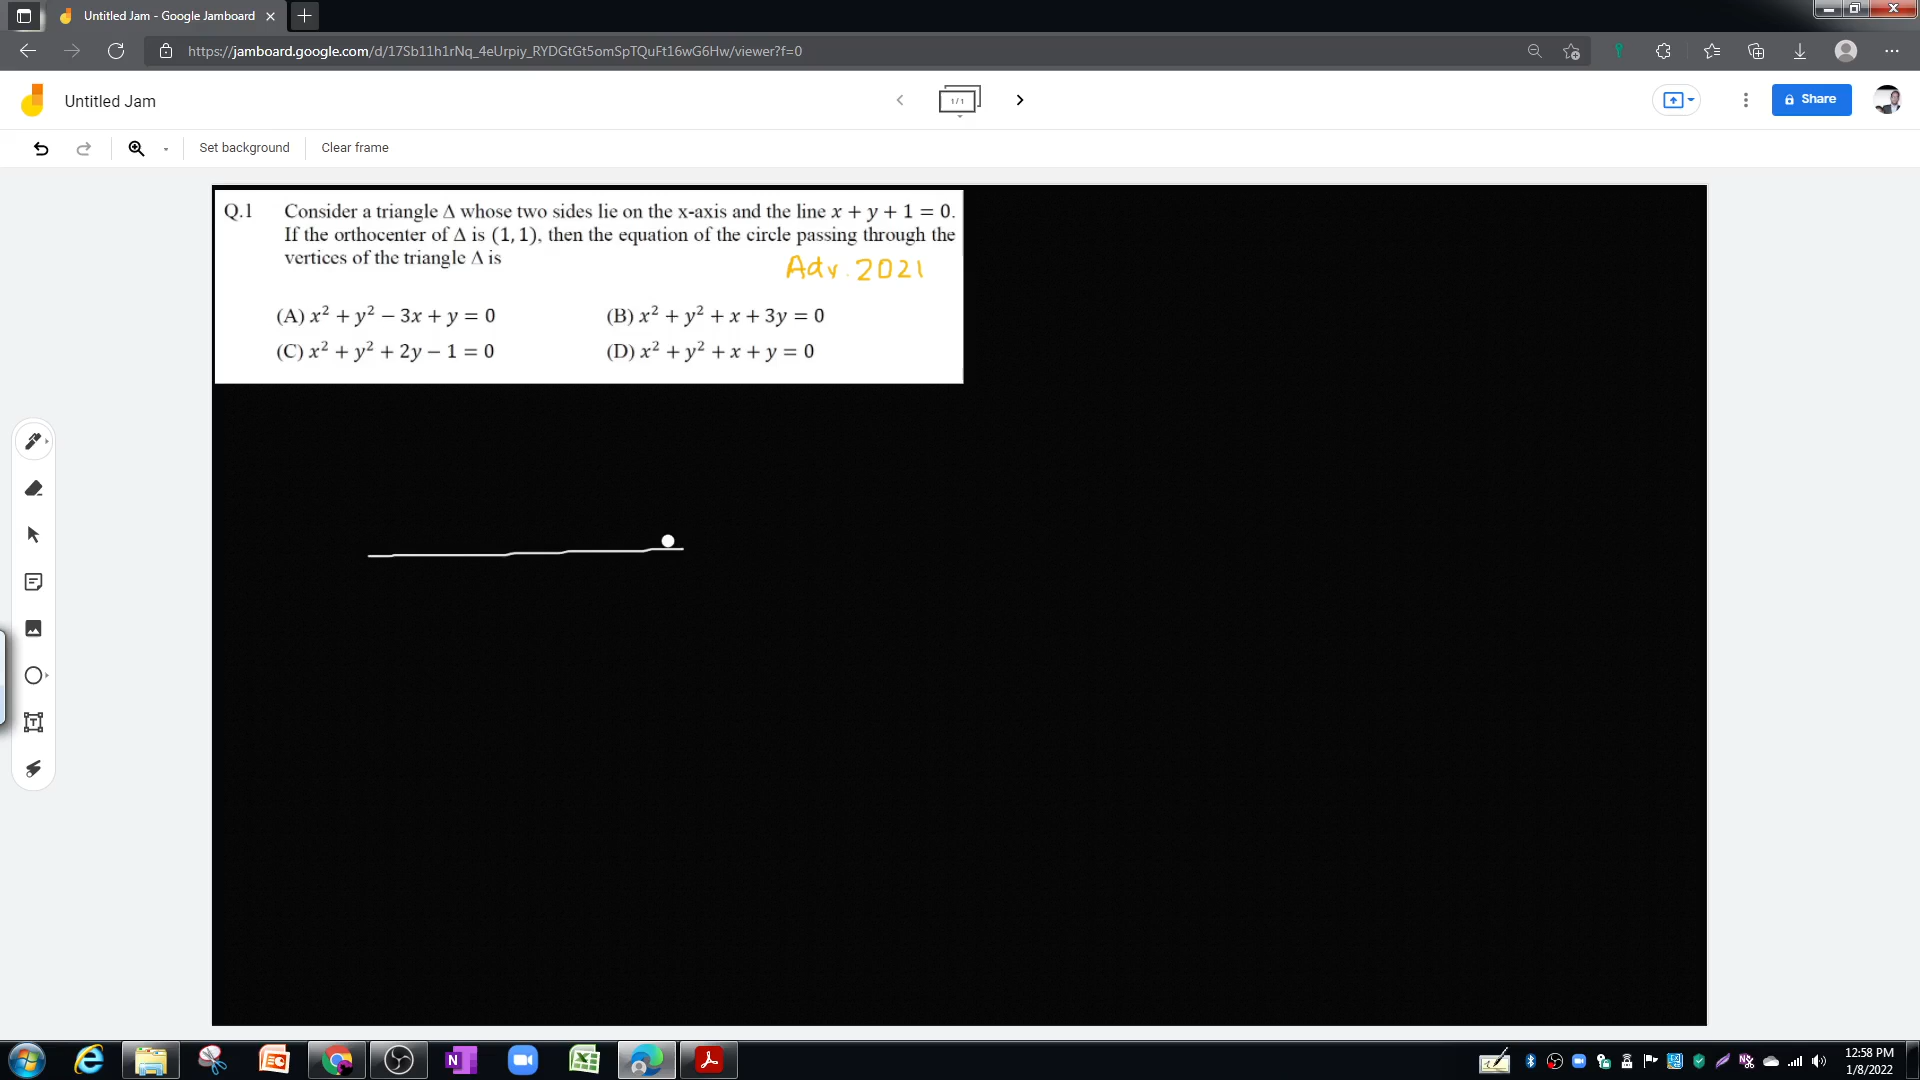 Untitled Jam - Google Jamboard
https://jamboard.google.com/d/17Sb11h1rNq_4eUrpiy_RYDGtGt5omSpTQuFt16wG6Hw/viewer?f=0
Untitled Jam
1 / 1
Share
Set background
Clear frame
Q.1 Consider a triangle Δ whose two sides lie on the x-axis and the line x + y + 1 = 0.
If the orthocenter of Δ is (1, 1), then the equation of the circle passing through the
vertices of the triangle Δ is
Adv. 2021
(A) x² + y² − 3x + y = 0 (B) x² + y² + x + 3y = 0
(C) x² + y² + 2y − 1 = 0 (D) x² + y² + x + y = 0
12:58 PM
1/8/2022